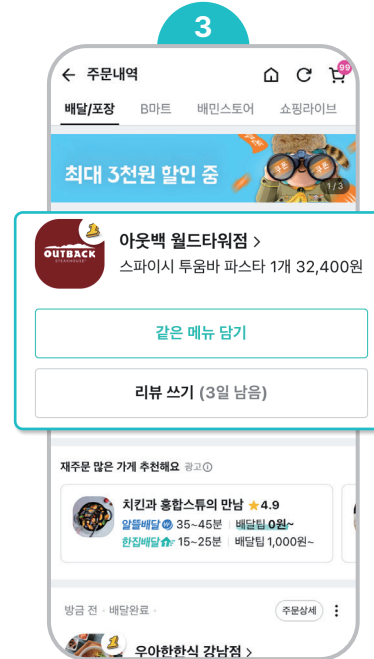 3
주문내역
99
배달/포장 B마트 배민스토어 쇼핑라이브
최대 3천원 할인 중
쿠폰 쿠폰
1/3
OUTBACK
STEAKHOUSE
아웃백 월드타워점 >
스파이시 투움바 파스타 1개 32,400원
같은 메뉴 담기
리뷰 쓰기 (3일 남음)
재주문 많은 가게 추천해요 광고
치킨과 홍합스튜의 만남 ★4.9
알뜰배달 35~45분 배달팁 0원~
한집배달 15~25분 배달팁 1,000원~
방금 전 · 배달완료 ·
주문상세
우아한한식 강남점 >